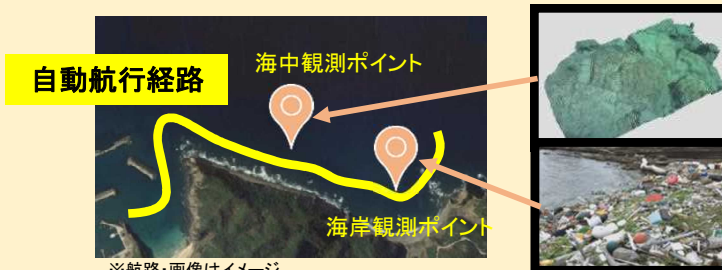 自動航行経路
海中観測ポイント
海岸観測ポイント
※航路・画像はイメージ